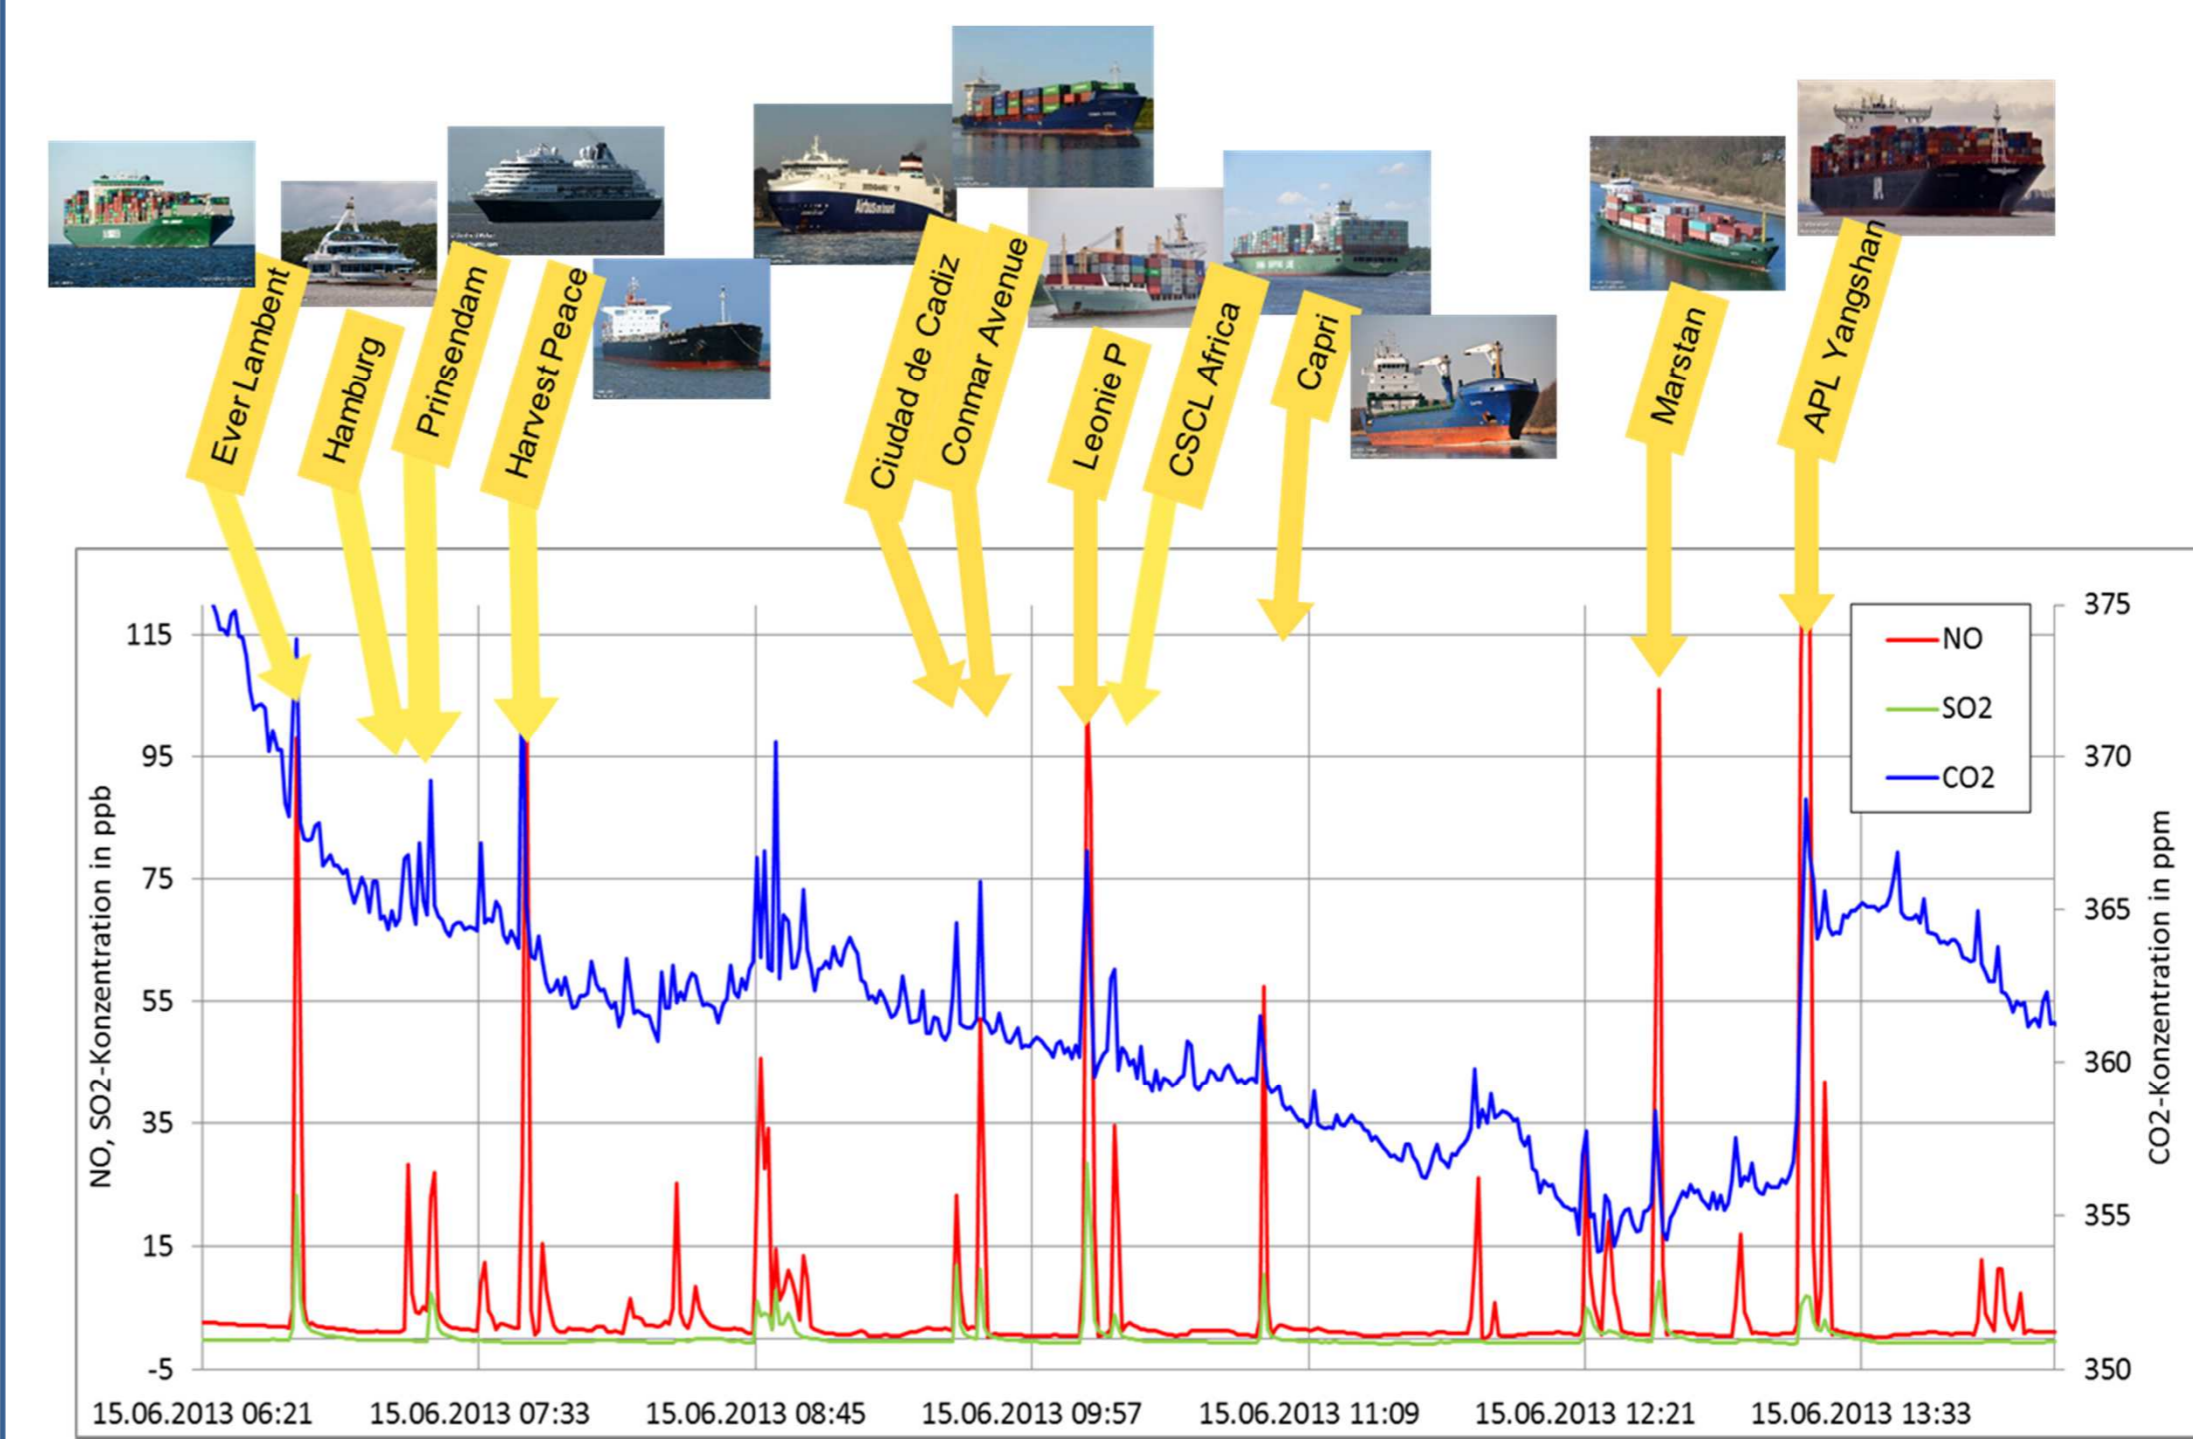 Ever Lambent
Hamburg
Prinsendam
Harvest Peace
Ciudad de Cadiz
Conmar Avenue
Leonie P
CSCL Africa
Capri
Marstan
APL Yangshan
Airbus on board
APL
NO, SO2-Konzentration in ppb
115
95
75
55
35
15
-5
NO
SO2
CO2
375
370
365
360
355
350
CO2-Konzentration in ppm
15.06.2013 06:21
15.06.2013 07:33
15.06.2013 08:45
15.06.2013 09:57
15.06.2013 11:09
15.06.2013 12:21
15.06.2013 13:33